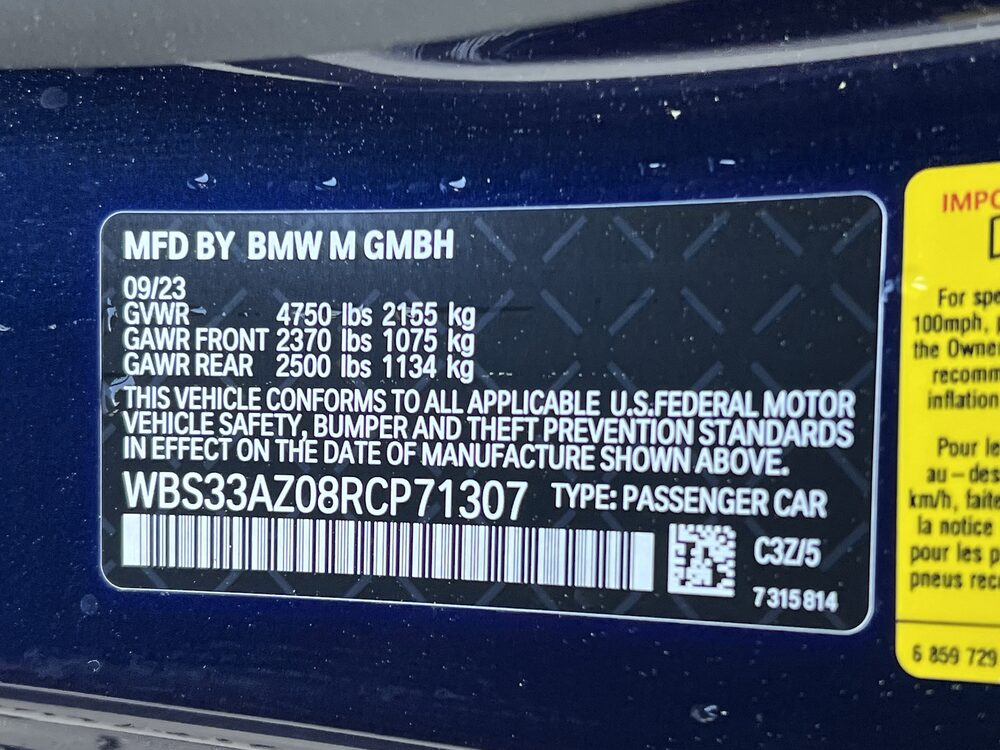 MFD BY BMW M GMBH
09/23
GVWR 4750 lbs 2155 kg
GAWR FRONT 2370 lbs 1075 kg
GAWR REAR 2500 lbs 1134 kg
THIS VEHICLE CONFORMS TO ALL APPLICABLE U.S.FEDERAL MOTOR
VEHICLE SAFETY, BUMPER AND THEFT PREVENTION STANDARDS
IN EFFECT ON THE DATE OF MANUFACTURE SHOWN ABOVE.
WBS33AZ08RCP71307 TYPE: PASSENGER CAR
C3Z/5
7315814
IMPO
For spe
100mph,
the Owne
recomm
inflation
Pour le
au-des
km/h, faite
la notice
pour les p
pneus rec
6 859 729